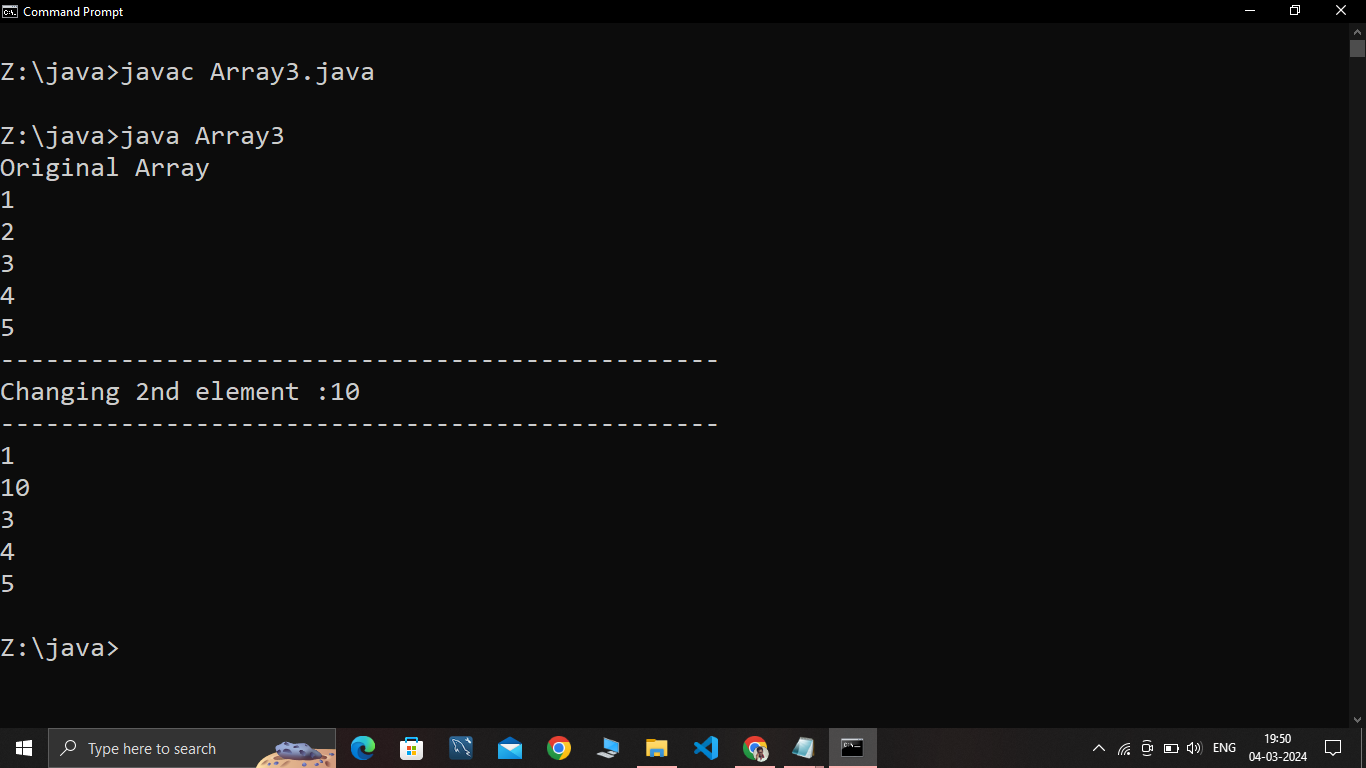 Command Prompt
Z:\java>javac Array3.java
Z:\java>java Array3
Original Array
1
2
3
4
5
------------------------------------------------
Changing 2nd element :10
------------------------------------------------
1
10
3
4
5
Z:\java>
Type here to search
ENG
19:50
04-03-2024